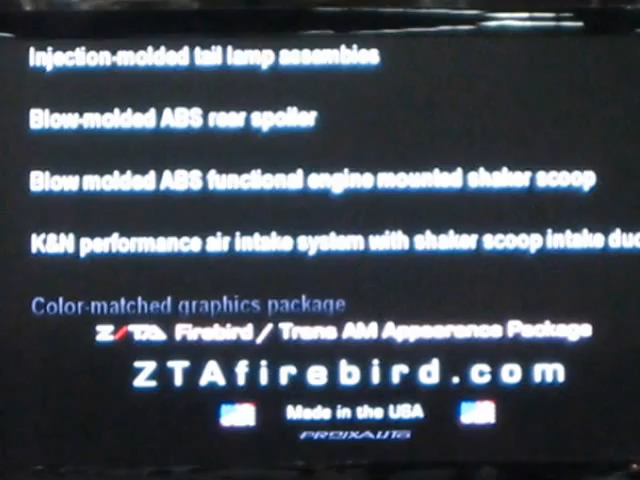 Injection-molded tail lamp assemblies
Blow-molded ABS rear spoiler
Blow molded ABS functional engine mounted shaker scoop
K&N performance air intake system with shaker scoop intake duc
Color-matched graphics package
Z/TA Firebird / Trans AM Appearance Package
ZTAfirebird.com
Made in the USA
PROIXAUTO